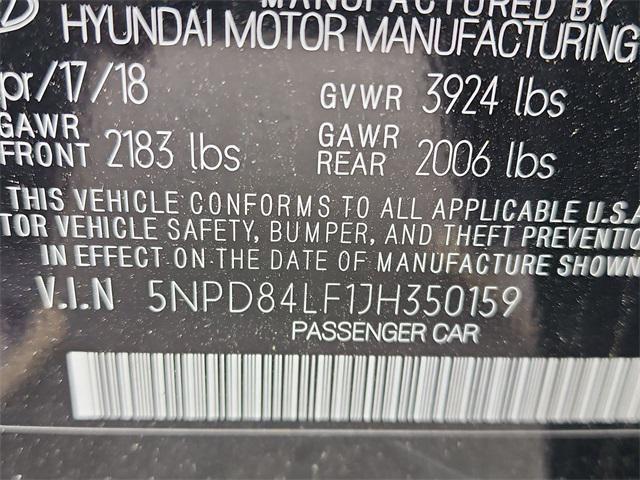 MANUFACTURED BY
HYUNDAI MOTOR MANUFACTURING
pr/17/18 GVWR 3924 lbs
GAWR FRONT 2183 lbs GAWR REAR 2006 lbs
THIS VEHICLE CONFORMS TO ALL APPLICABLE U.S.A
TOR VEHICLE SAFETY, BUMPER, AND THEFT PREVENTIO
IN EFFECT ON THE DATE OF MANUFACTURE SHOWN
V.I.N 5NPD84LF1JH350159
PASSENGER CAR